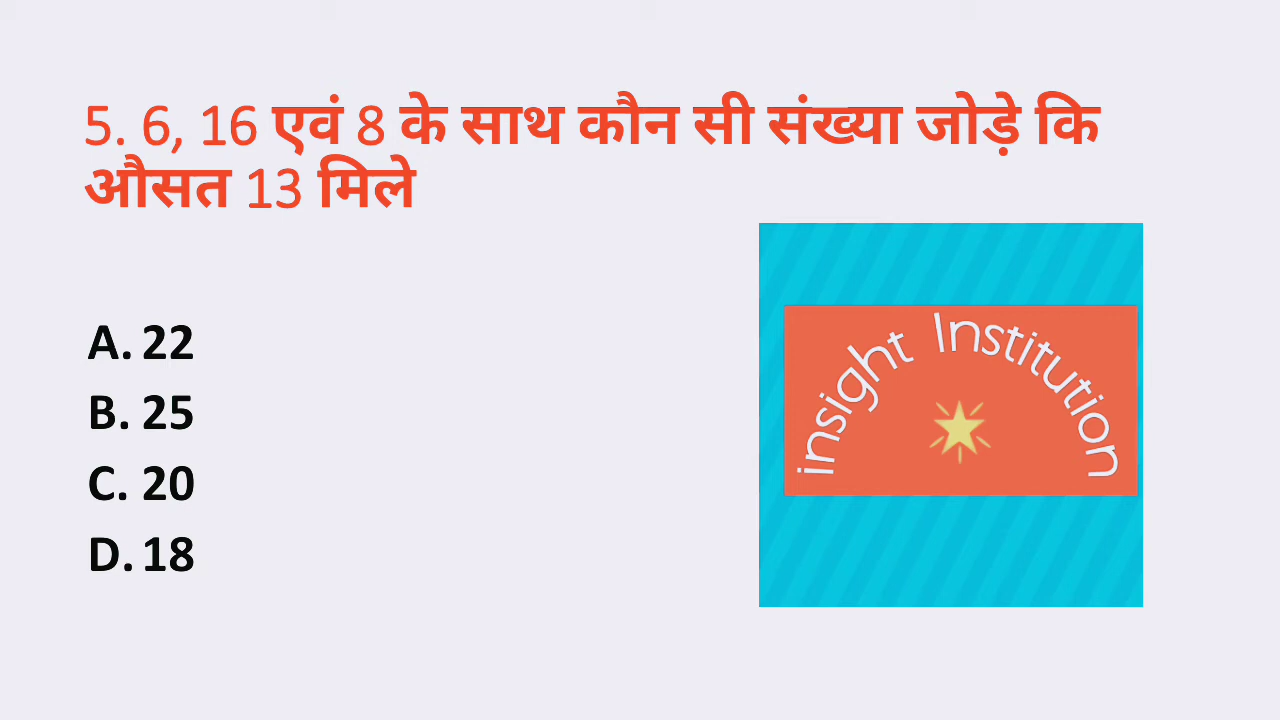 5. 6, 16 एवं 8 के साथ कौन सी संख्या जोड़े कि
औसत 13 मिले
A. 22
B. 25
C. 20
D. 18
insight Institution